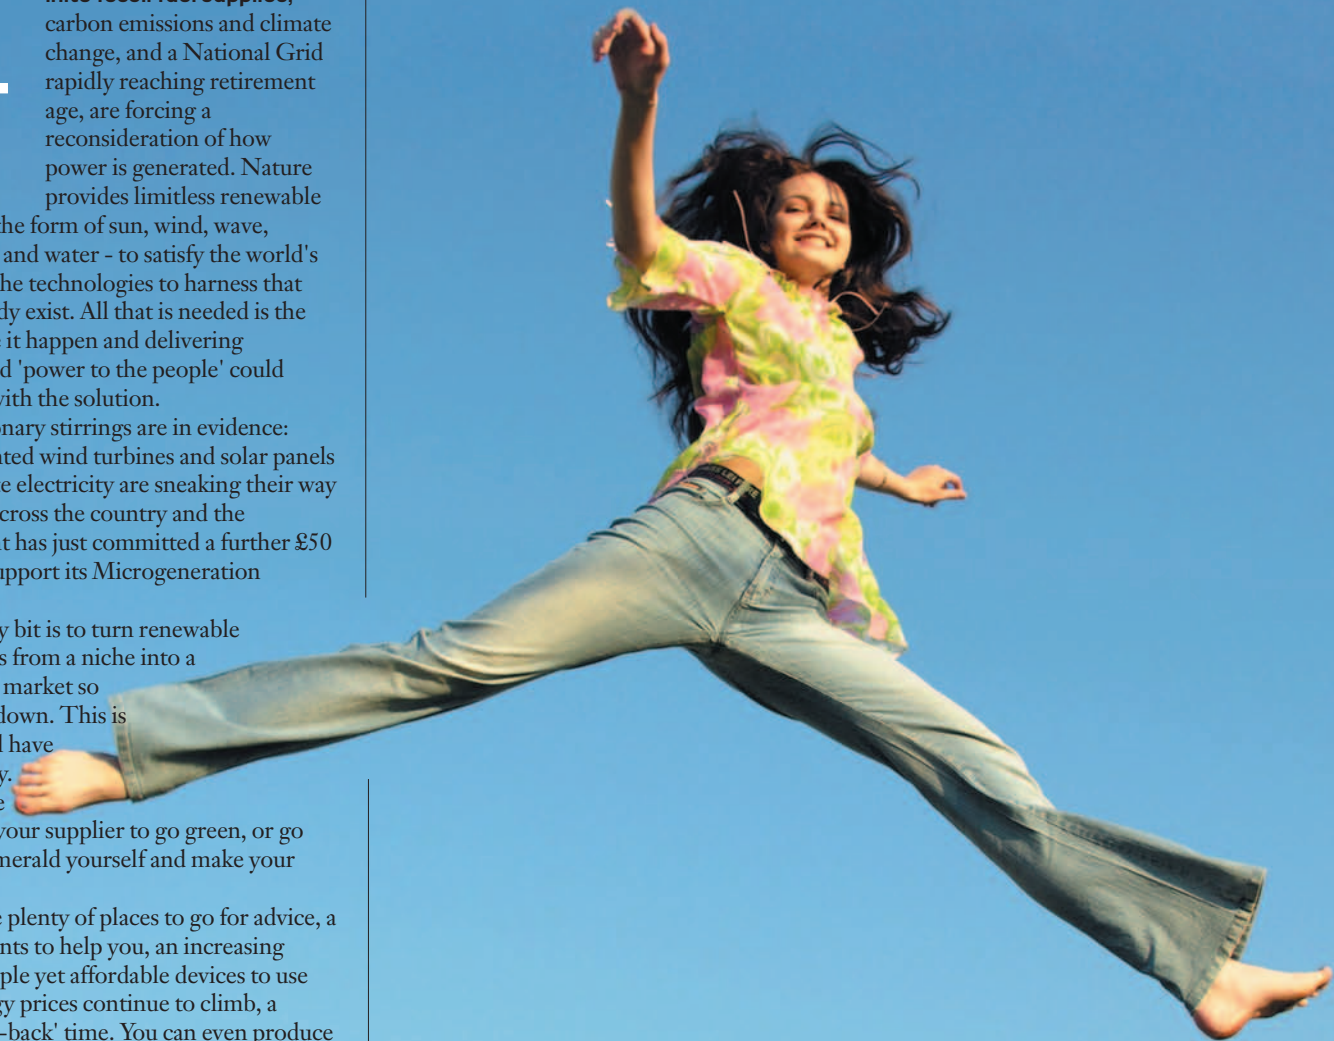 carbon emissions and climate
change, and a National Grid
rapidly reaching retirement
age, are forcing a
reconsideration of how
power is generated. Nature
provides limitless renewable
the form of sun, wind, wave,
and water - to satisfy the world's
he technologies to harness that
dy exist. All that is needed is the
it happen and delivering
d 'power to the people' could
with the solution.
nary stirrings are in evidence:
ted wind turbines and solar panels
e electricity are sneaking their way
cross the country and the
t has just committed a further £50
upport its Microgeneration
y bit is to turn renewable
s from a niche into a
market so
down. This is
have
y.
e
your supplier to go green, or go
merald yourself and make your
plenty of places to go for advice, a
nts to help you, an increasing
ple yet affordable devices to use
gy prices continue to climb, a
-back' time. You can even produce